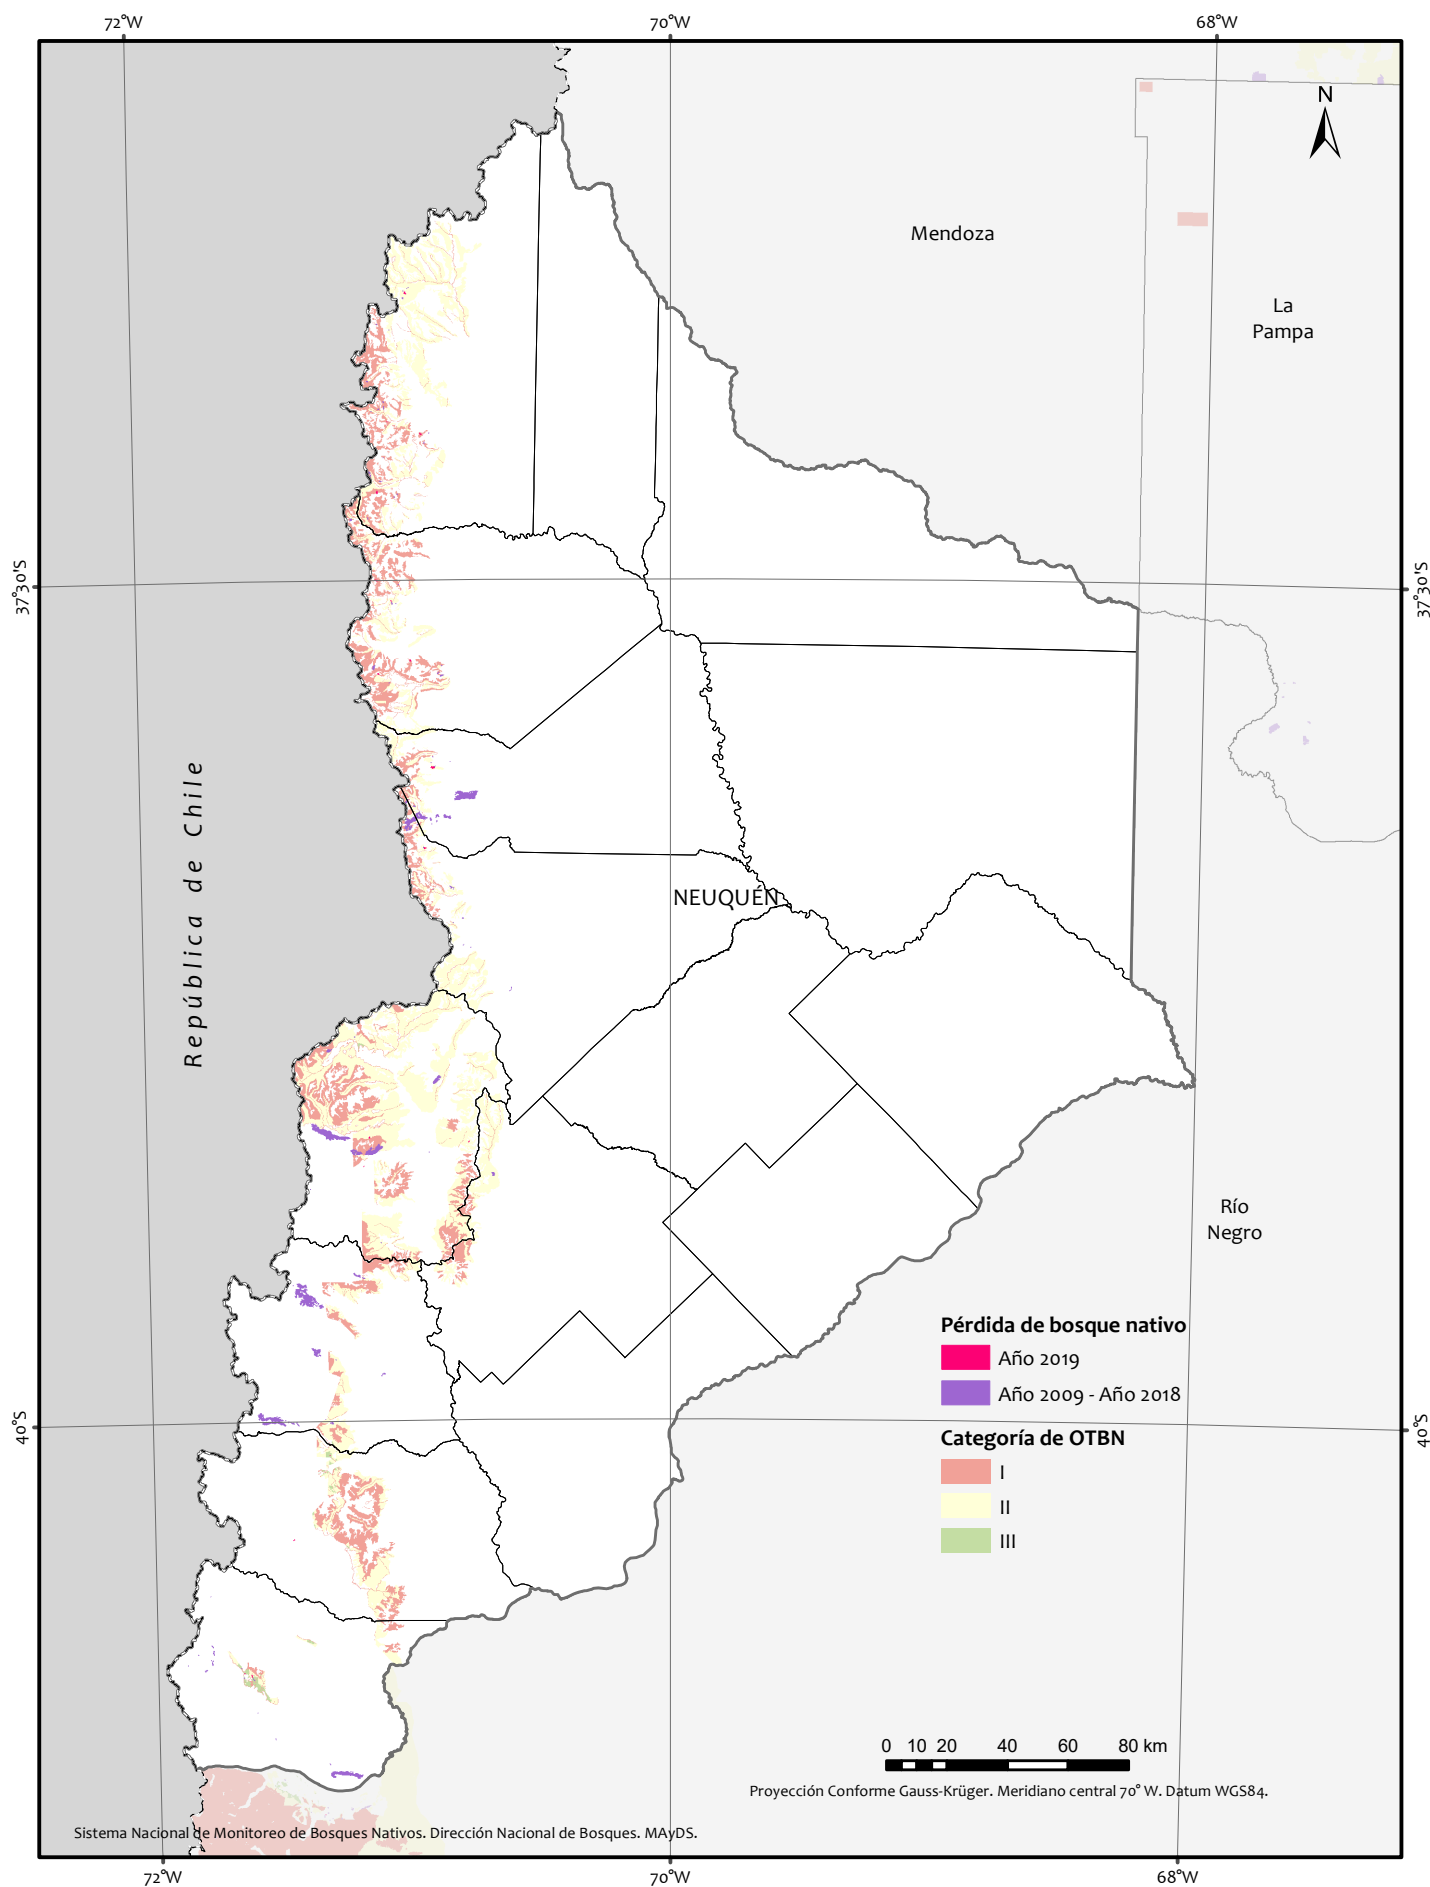 72°W
70°W
68°W
N
Mendoza
La
Pampa
37°30'S
37°30'S
República de Chile
NEUQUÉN
Río
Negro
Pérdida de bosque nativo
Año 2019
Año 2009 - Año 2018
40°S
40°S
Categoría de OTBN
I
II
III
0 10 20 40 60 80 km
Proyección Conforme Gauss-Krüger. Meridiano central 70° W. Datum WGS84.
Sistema Nacional de Monitoreo de Bosques Nativos. Dirección Nacional de Bosques. MAyDS.
72°W
70°W
68°W